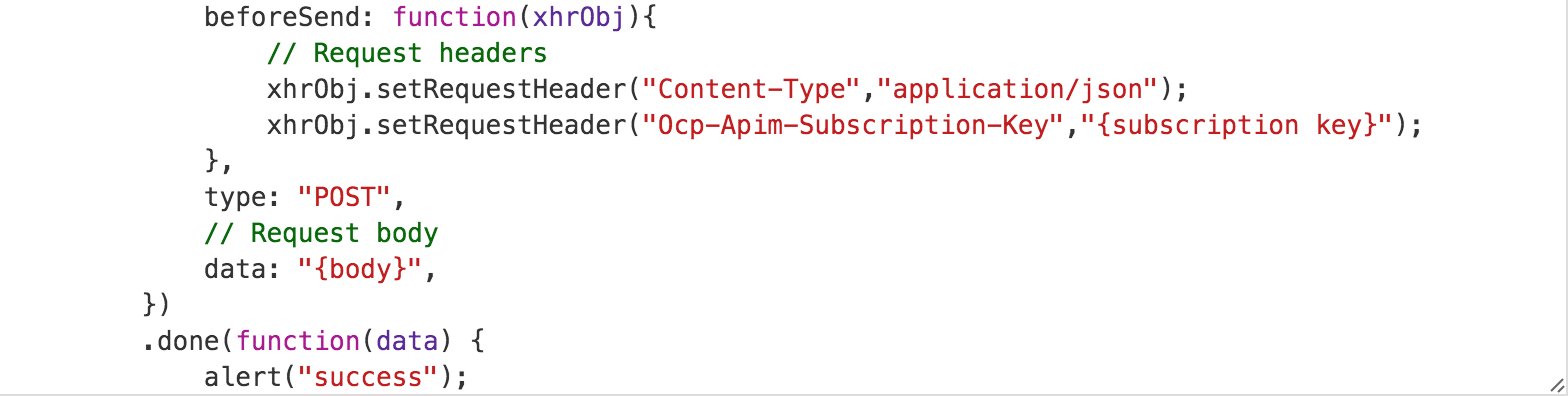 beforeSend: function(xhrObj){
// Request headers
xhrObj.setRequestHeader("Content-Type","application/json");
xhrObj.setRequestHeader("Ocp-Apim-Subscription-Key","{subscription key}");
},
type: "POST",
// Request body
data: "{body}",
})
.done(function(data) {
alert("success");